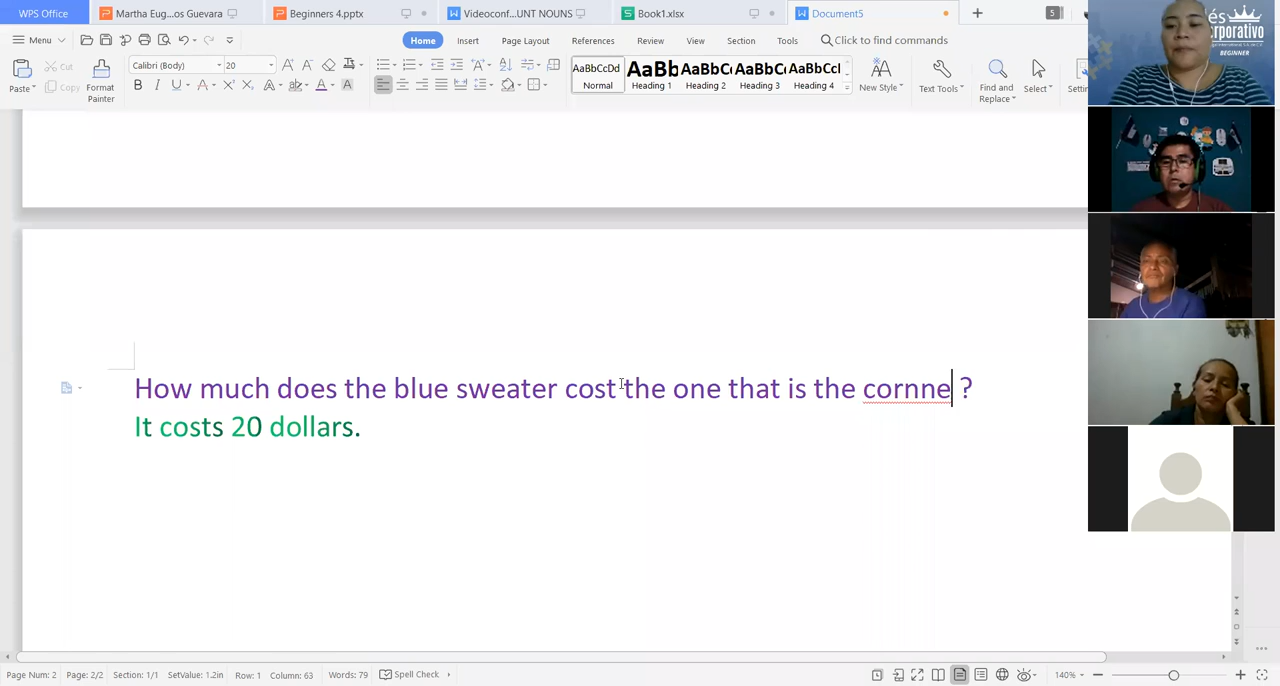 WPS Office
Martha Eug...os Guevara
Beginners 4.pptx
Videoconf...UNT NOUNS
Book1.xlsx
Document5
5
Menu
Home
Insert
Page Layout
References
Review
View
Section
Tools
Click to find commands
Paste
Cut
Copy
Format Painter
Calibri (Body)
20
AaBbCcDd
Normal
AaBb
Heading 1
AaBbC
Heading 2
AaBbC
Heading 3
AaBbCcI
Heading 4
New Style
Text Tools
Find and Replace
Select
és
rporativo
BEGINNER
How much does the blue sweater cost the one that is the cornne ?
It costs 20 dollars.
Page Num: 2
Page: 2/2
Section: 1/1
SetValue: 1.2in
Row: 1
Column: 63
Words: 79
Spell Check
140%